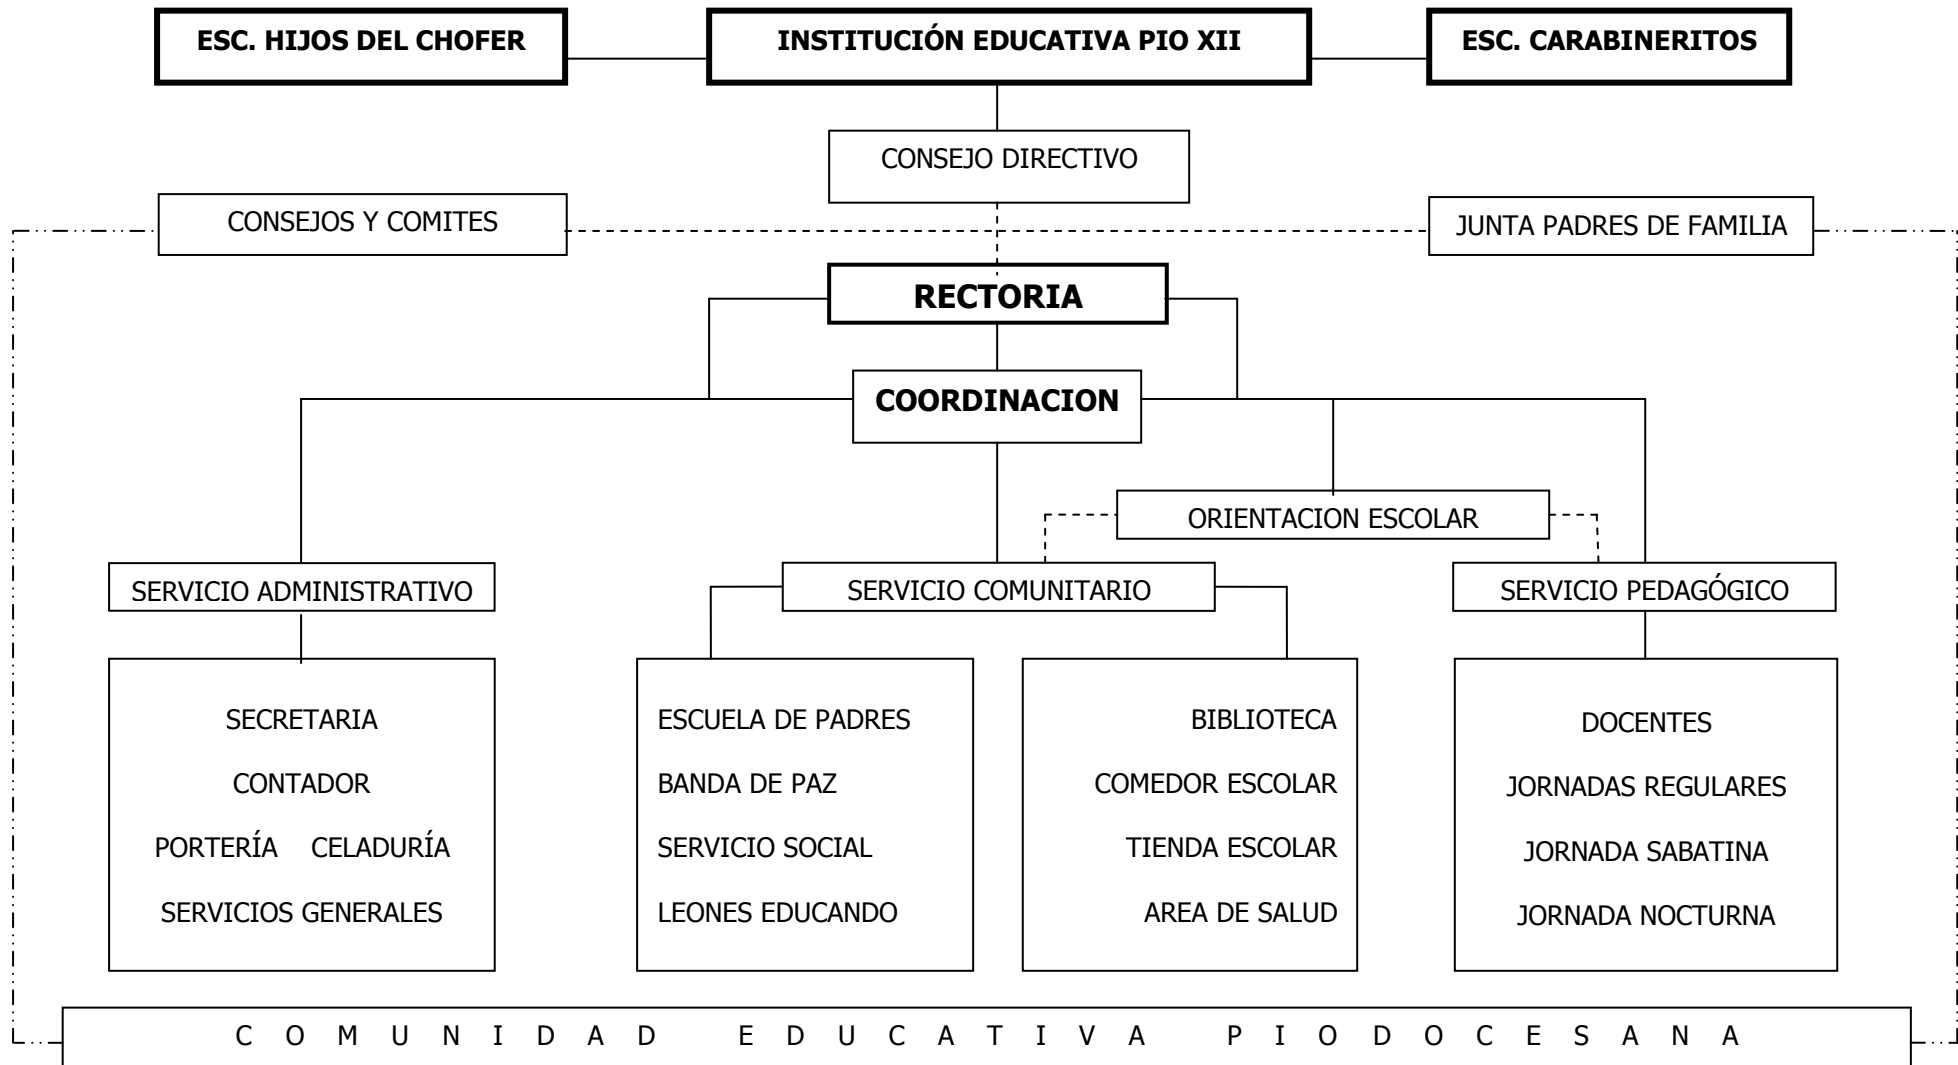 ESC. HIJOS DEL CHOFER
INSTITUCIÓN EDUCATIVA PIO XII
ESC. CARABINERITOS
CONSEJO DIRECTIVO
CONSEJOS Y COMITES
JUNTA PADRES DE FAMILIA
RECTORIA
COORDINACION
ORIENTACION ESCOLAR
SERVICIO ADMINISTRATIVO
SERVICIO COMUNITARIO
SERVICIO PEDAGÓGICO
SECRETARIA
CONTADOR
PORTERÍA CELADURÍA
SERVICIOS GENERALES
ESCUELA DE PADRES
BANDA DE PAZ
SERVICIO SOCIAL
LEONES EDUCANDO
BIBLIOTECA
COMEDOR ESCOLAR
TIENDA ESCOLAR
AREA DE SALUD
DOCENTES
JORNADAS REGULARES
JORNADA SABATINA
JORNADA NOCTURNA
C O M U N I D A D E D U C A T I V A P I O D O C E S A N A